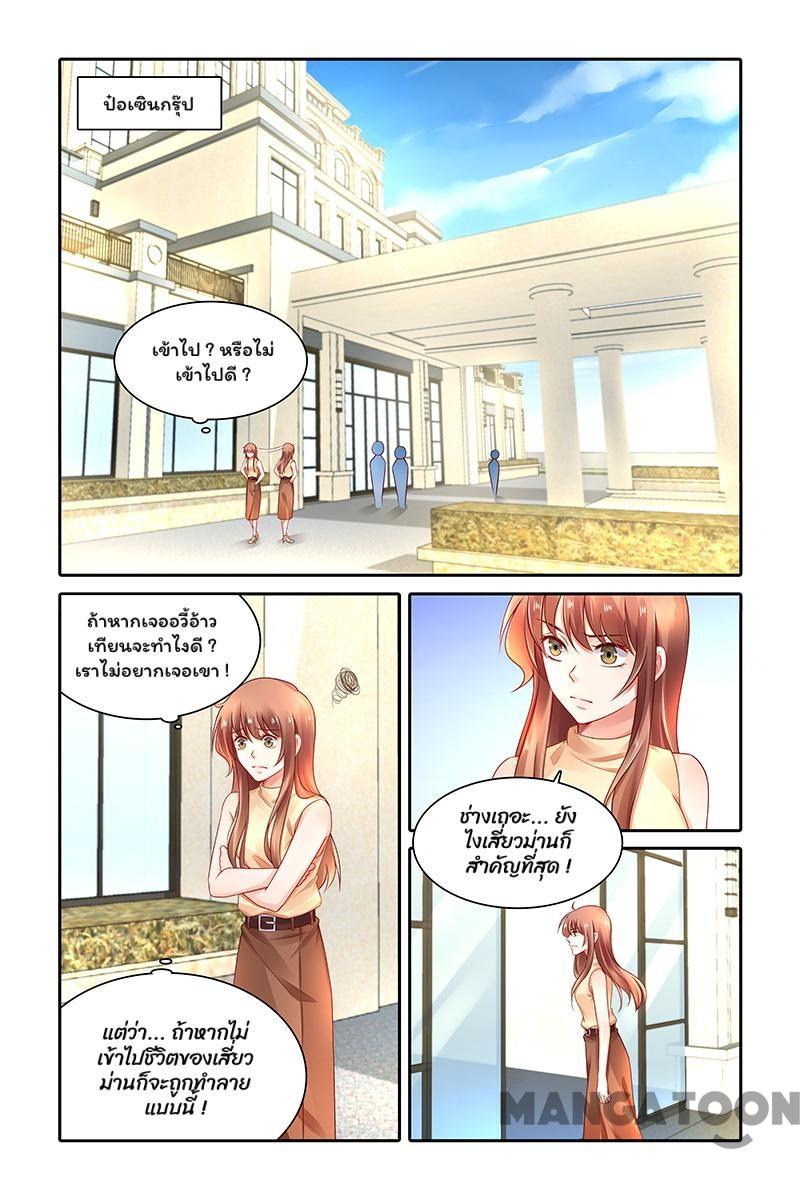 ป๋อเซินกรุ๊ป
เข้าไป ? หรือไม่
เข้าไปดี ?
ถ้าหากเจออวี้อ้าว
เทียนจะทำไงดี ?
เราไม่อยากเจอเขา !
ช่างเถอะ... ยัง
ไงเสี่ยวม่านก็
สำคัญที่สุด !
แต่ว่า... ถ้าหากไม่
เข้าไปชีวิตของเสี่ยว
ม่านก็จะถูกทำลาย
แบบนี้ !
MANGATOON